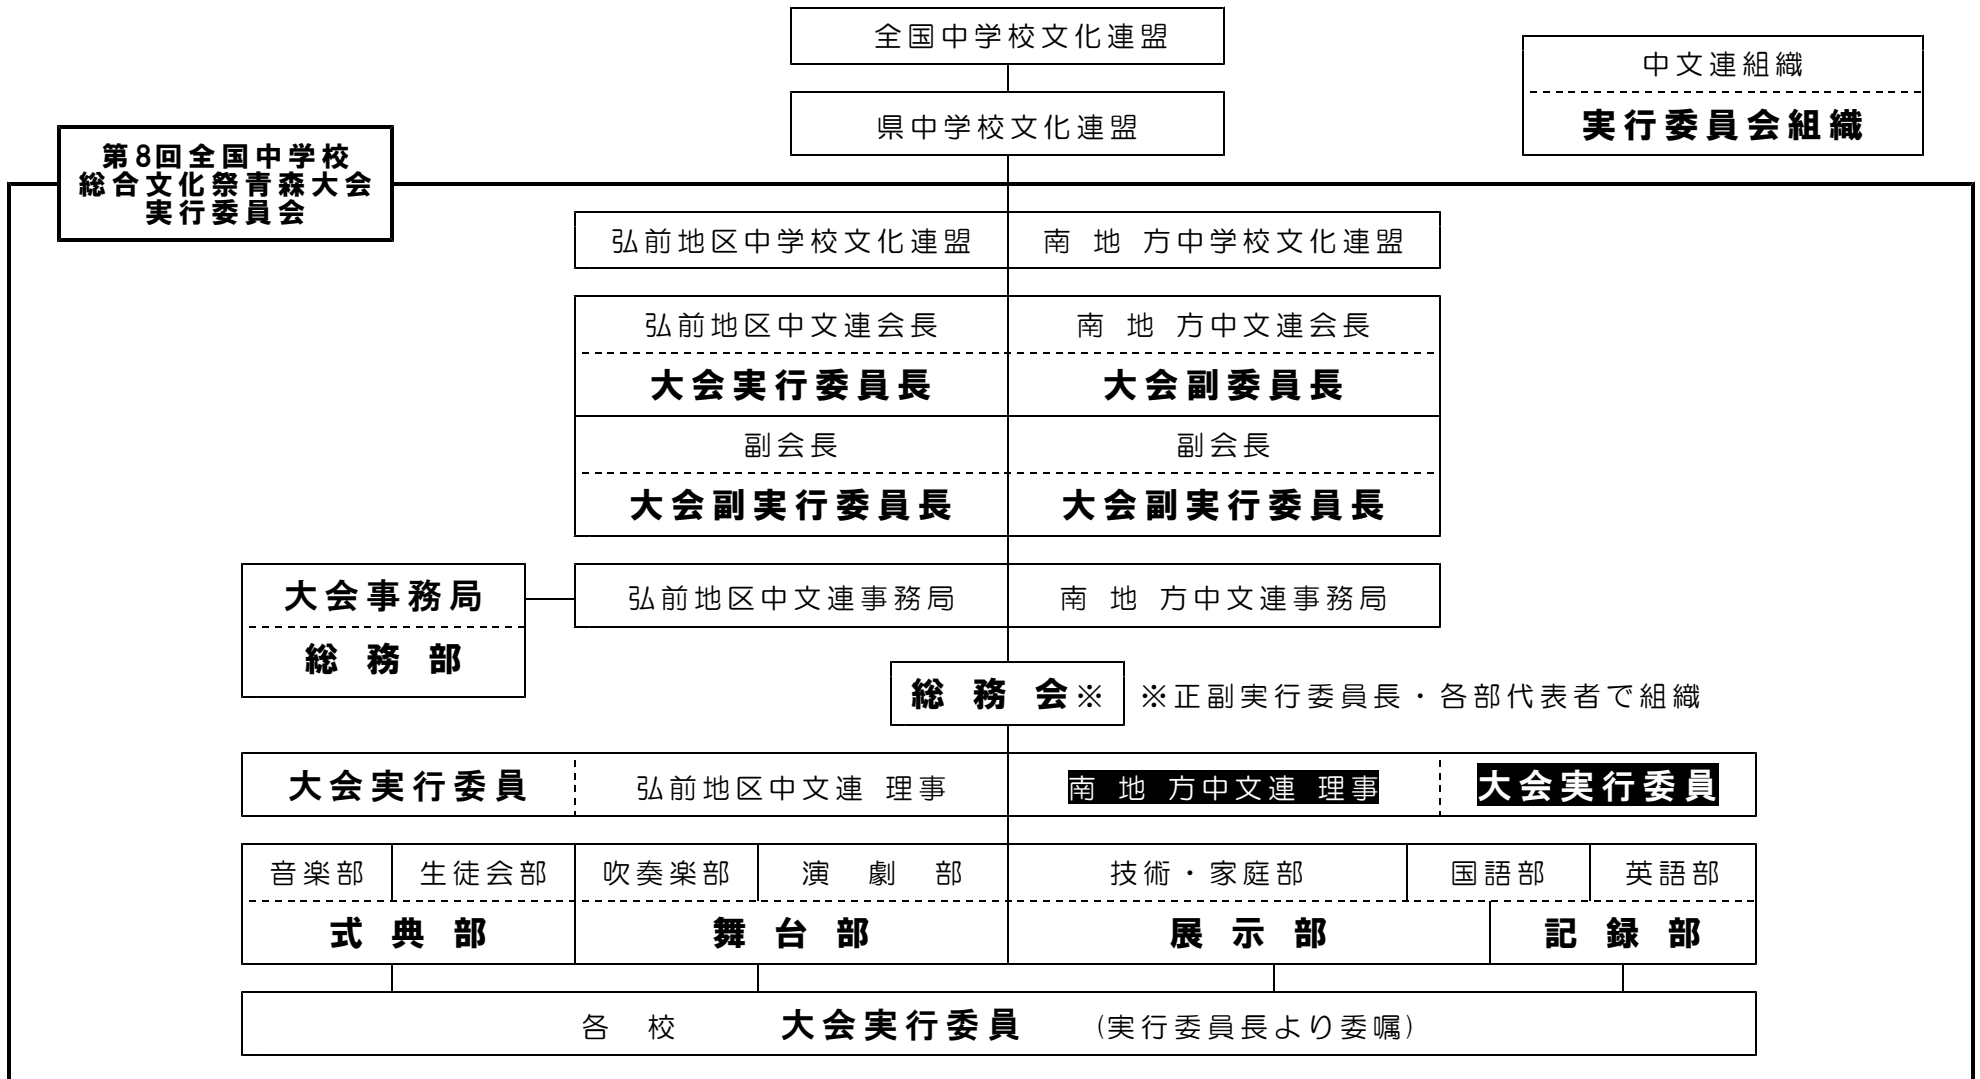 全国中学校文化連盟
中文連組織
県中学校文化連盟
実行委員会組織
第8回全国中学校
総合文化祭青森大会
実行委員会
弘前地区中学校文化連盟 南 地 方中学校文化連盟
弘前地区中文連会長 南 地 方中文連会長
大会実行委員長 大会副委員長
副会長 副会長
大会副実行委員長 大会副実行委員長
大会事務局 弘前地区中文連事務局 南 地 方中文連事務局
総 務 部
総 務 会※ ※正副実行委員長・各部代表者で組織
大会実行委員 弘前地区中文連 理事 南 地 方中文連 理事 大会実行委員
音楽部 生徒会部 吹奏楽部 演 劇 部 技術・家庭部 国語部 英語部
式 典 部 舞 台 部 展 示 部 記 録 部
各 校 大会実行委員 (実行委員長より委嘱)